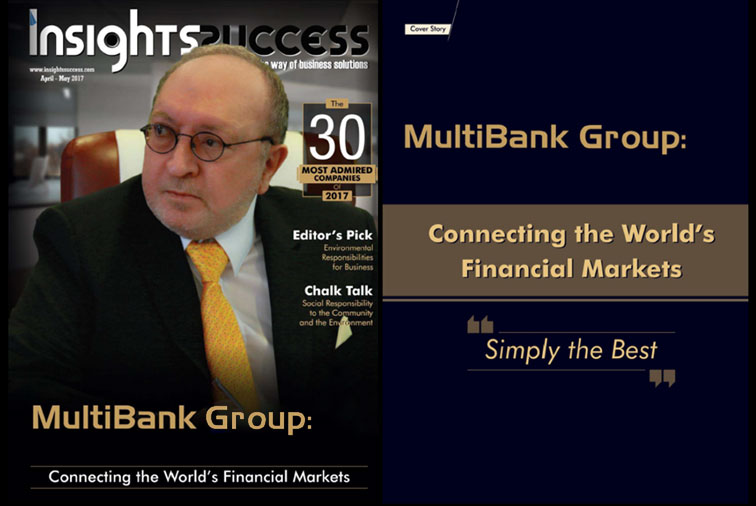 InsightsSuccess
way of business solutions
www.insightssuccess.com
April - May 2017
The
30
MOST ADMIRED
COMPANIES
OF
2017
Editor's Pick
Environmental
Responsibilities
for Business
Chalk Talk
Social Responsibility
to the Community
and the Environment
MultiBank Group:
Connecting the World's Financial Markets
Cover Story
MultiBank Group:
Connecting the World's
Financial Markets
Simply the Best